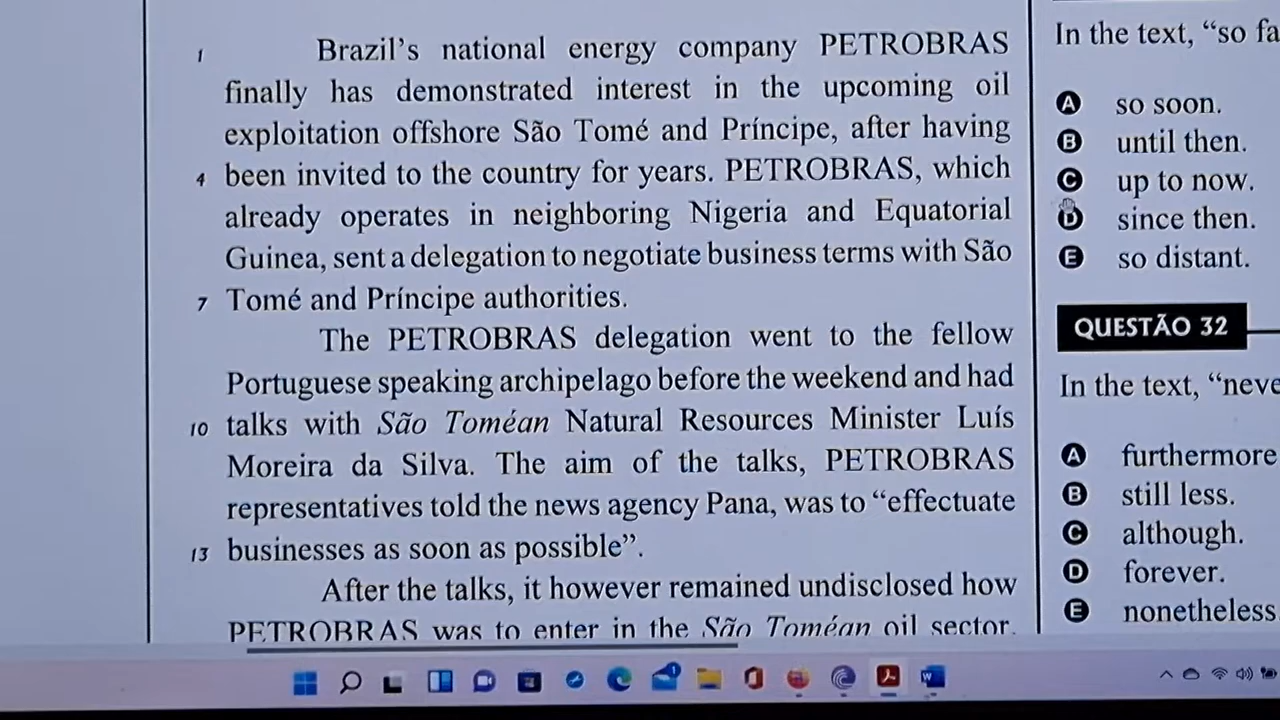 1 Brazil's national energy company PETROBRAS
finally has demonstrated interest in the upcoming oil
exploitation offshore São Tomé and Príncipe, after having
4 been invited to the country for years. PETROBRAS, which
already operates in neighboring Nigeria and Equatorial
Guinea, sent a delegation to negotiate business terms with São
7 Tomé and Príncipe authorities.
The PETROBRAS delegation went to the fellow
Portuguese speaking archipelago before the weekend and had
10 talks with São Toméan Natural Resources Minister Luís
Moreira da Silva. The aim of the talks, PETROBRAS
representatives told the news agency Pana, was to “effectuate
13 businesses as soon as possible”.
After the talks, it however remained undisclosed how
PETROBRAS was to enter in the São Toméan oil sector.
In the text, “so fa
A so soon.
B until then.
C up to now.
D since then.
E so distant.
QUESTÃO 32
In the text, “neve
A furthermore
B still less.
C although.
D forever.
E nonetheless.